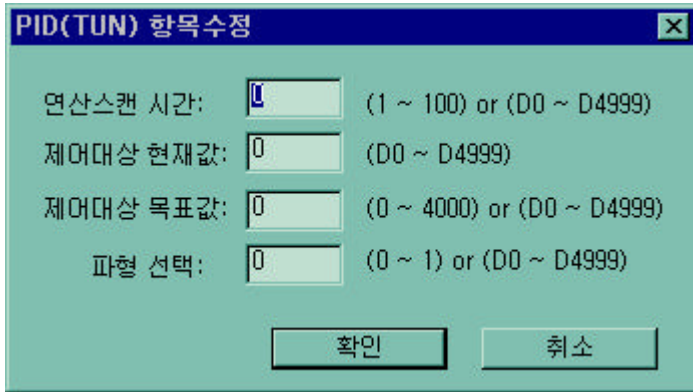 PID(TUN) 항목수정
연산스캔 시간: 0 (1 ~ 100) or (D0 ~ D4999)
제어대상 현재값: 0 (D0 ~ D4999)
제어대상 목표값: 0 (0 ~ 4000) or (D0 ~ D4999)
파형 선택: 0 (0 ~ 1) or (D0 ~ D4999)
확인 취소